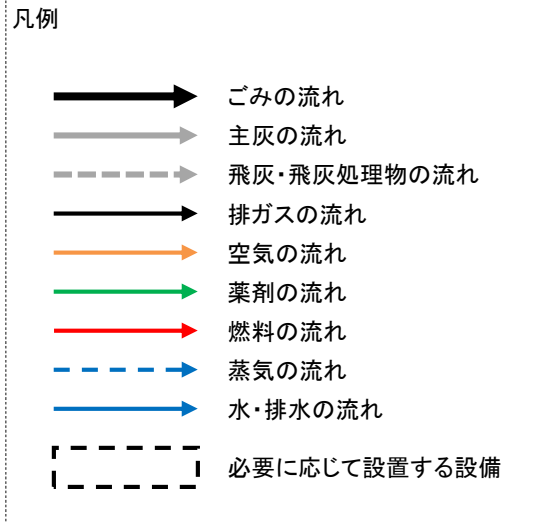 凡例
ごみの流れ
主灰の流れ
飛灰・飛灰処理物の流れ
排ガスの流れ
空気の流れ
薬剤の流れ
燃料の流れ
蒸気の流れ
水・排水の流れ
必要に応じて設置する設備